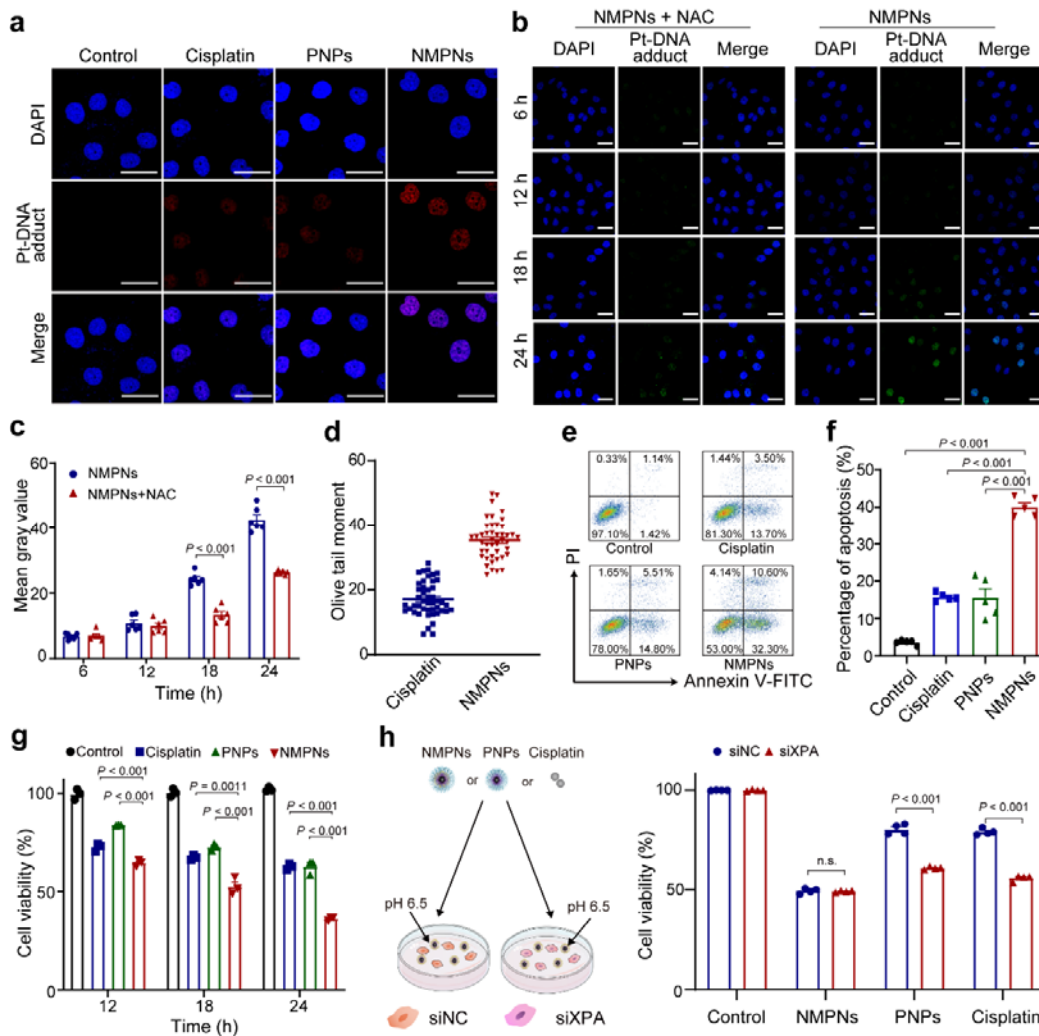 a
Control Cisplatin PNPs NMPNs
DAPI
Pt-DNA
adduct
Merge
b
NMPNs + NAC NMPNs
DAPI Pt-DNA adduct Merge DAPI Pt-DNA adduct Merge
6 h
12 h
18 h
24 h
c
Mean gray value
60
40
20
0
NMPNs
NMPNs+NAC
P < 0.001
P < 0.001
6 12 18 24
Time (h)
d
Olive tail moment
60
40
20
0
Cisplatin NMPNs
e
0.33% 1.14% 1.44% 3.50%
97.10% 1.42% 81.30% 13.70%
Control Cisplatin
1.65% 5.51% 4.14% 10.60%
78.00% 14.80% 53.00% 32.30%
PNPs NMPNs
PI
Annexin V-FITC
f
Percentage of apoptosis (%)
P < 0.001
P < 0.001
P < 0.001
50
40
30
20
10
0
Control Cisplatin PNPs NMPNs
g
Control Cisplatin PNPs NMPNs
Cell viability (%)
100
50
0
P < 0.001
P < 0.001
P = 0.0011
P < 0.001
P < 0.001
P < 0.001
12 18 24
Time (h)
h
NMPNs PNPs Cisplatin
or or
pH 6.5 pH 6.5
siNC siXPA
siNC siXPA
Cell viability (%)
100
50
0
n.s.
P < 0.001
P < 0.001
Control NMPNs PNPs Cisplatin